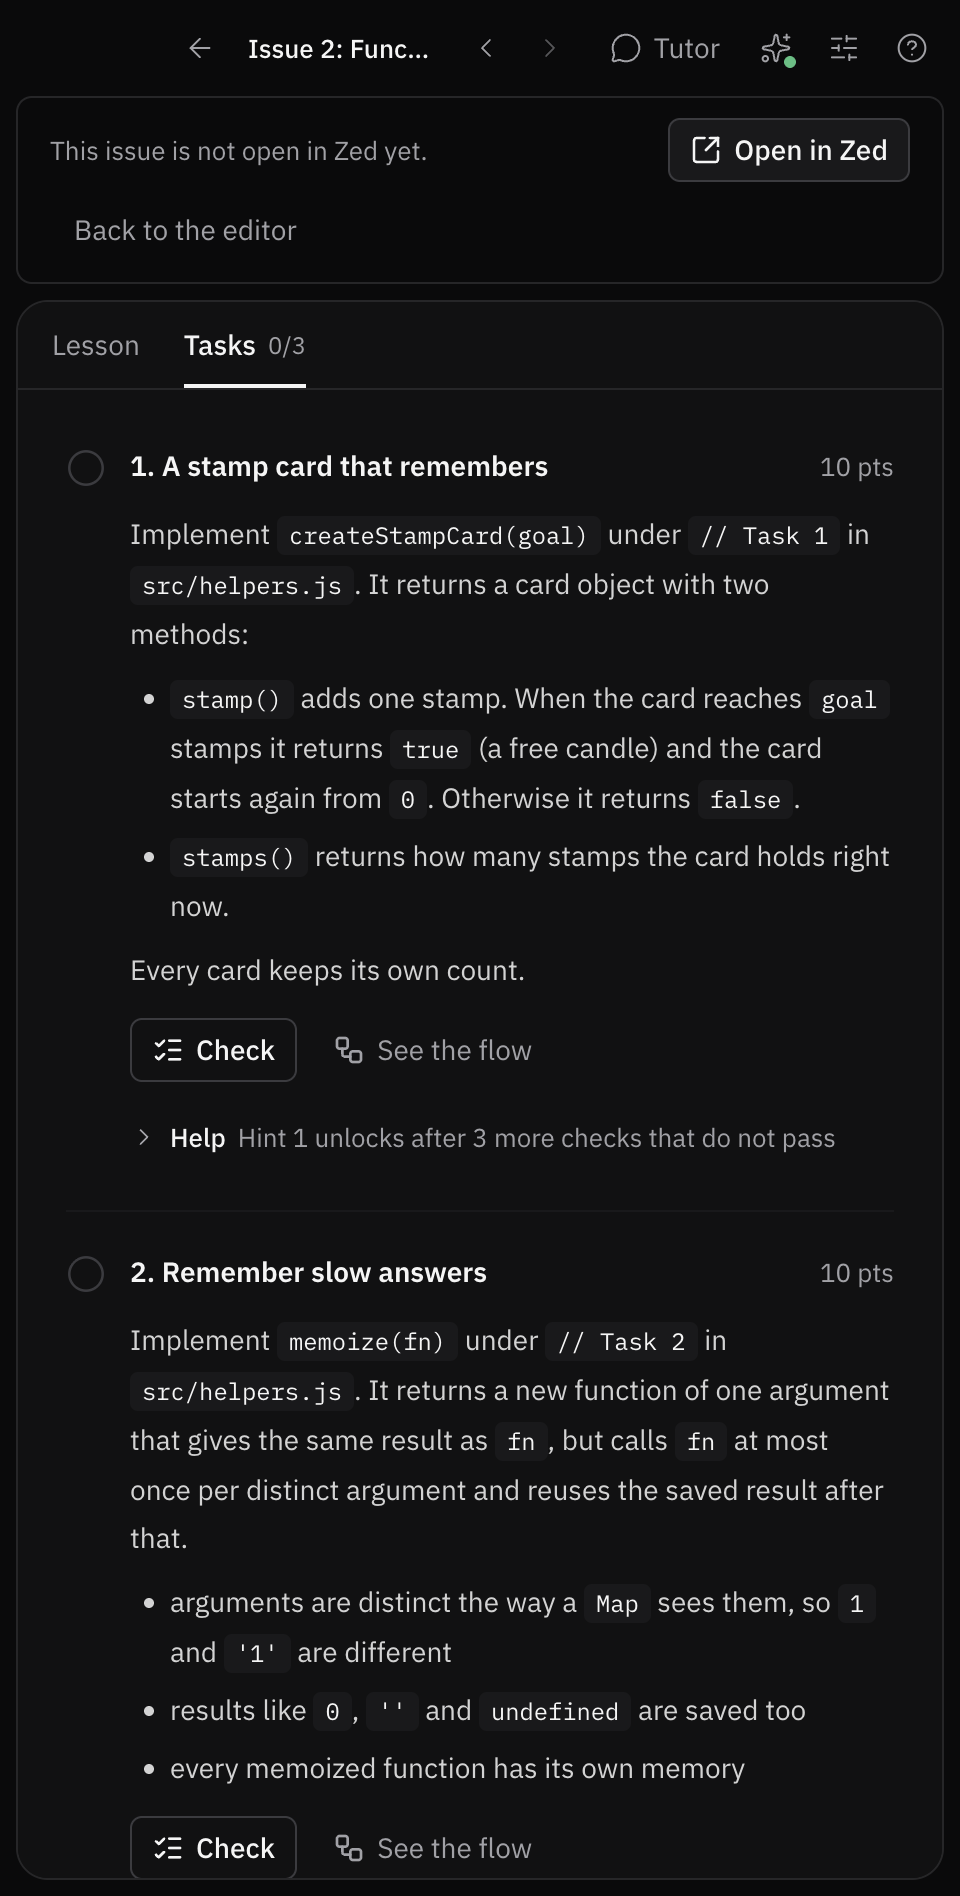 Issue 2: Func...
Tutor
This issue is not open in Zed yet.
Open in Zed
Back to the editor
Lesson
Tasks 0/3
1. A stamp card that remembers
10 pts
Implement createStampCard(goal) under // Task 1 in
src/helpers.js. It returns a card object with two
methods:
• stamp() adds one stamp. When the card reaches goal
stamps it returns true (a free candle) and the card
starts again from 0. Otherwise it returns false.
• stamps() returns how many stamps the card holds right
now.
Every card keeps its own count.
Check
See the flow
Help Hint 1 unlocks after 3 more checks that do not pass
2. Remember slow answers
10 pts
Implement memoize(fn) under // Task 2 in
src/helpers.js. It returns a new function of one argument
that gives the same result as fn, but calls fn at most
once per distinct argument and reuses the saved result after
that.
• arguments are distinct the way a Map sees them, so 1
and '1' are different
• results like 0, '' and undefined are saved too
• every memoized function has its own memory
Check
See the flow